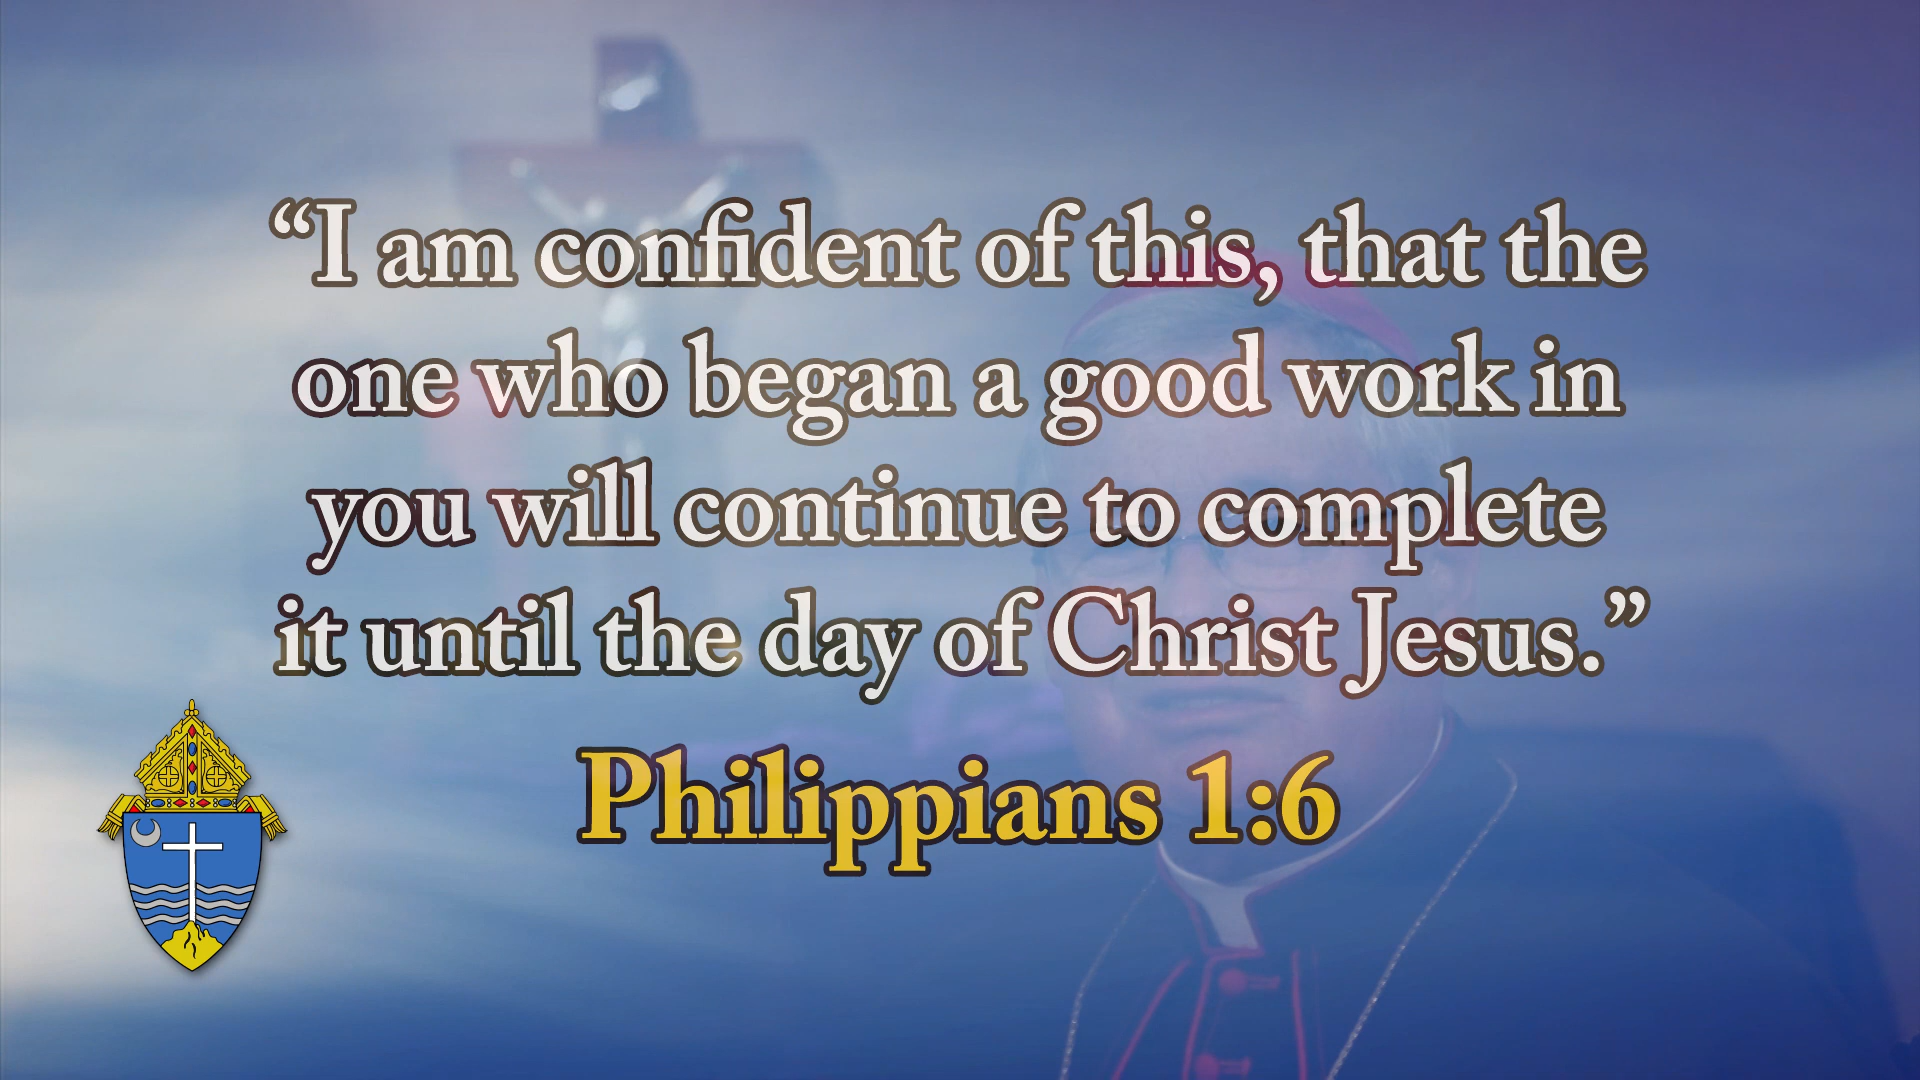 “I am confident of this, that the
one who began a good work in
you will continue to complete
it until the day of Christ Jesus.”
Philippians 1:6